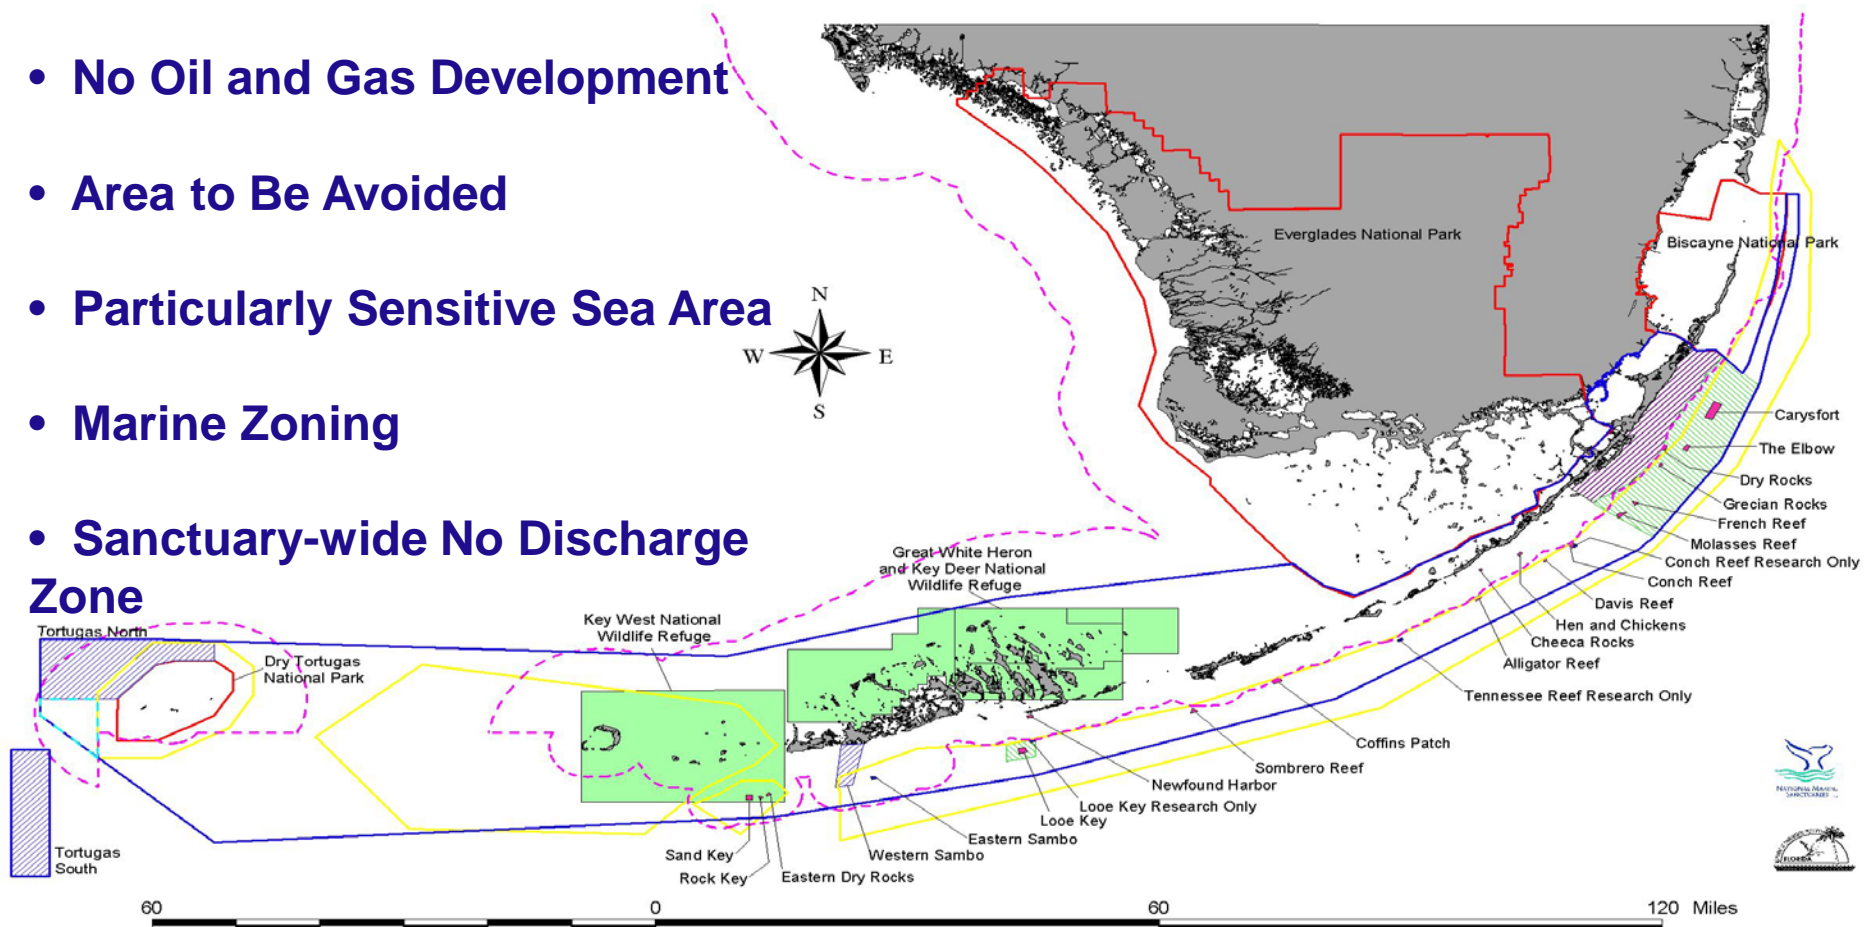 • No Oil and Gas Development
• Area to Be Avoided
• Particularly Sensitive Sea Area
• Marine Zoning
• Sanctuary-wide No Discharge
Zone
N
W
E
S
Everglades National Park
Biscayne National Park
Carysfort
The Elbow
Dry Rocks
Grecian Rocks
French Reef
Molasses Reef
Conch Reef Research Only
Conch Reef
Davis Reef
Hen and Chickens
Checca Rocks
Alligator Reef
Tennessee Reef Research Only
Coffins Patch
Sombrero Reef
Newfound Harbor
Looe Key Research Only
Looe Key
Eastern Sambo
Western Sambo
Eastern Dry Rocks
Rock Key
Sand Key
Great White Heron
and Key Deer National
Wildlife Refuge
Key West National
Wildlife Refuge
Tortugas North
Dry Tortugas
National Park
Tortugas
South
NATIONAL MARINE
SANCTUARIES
FLORIDA
60
0
60
120 Miles